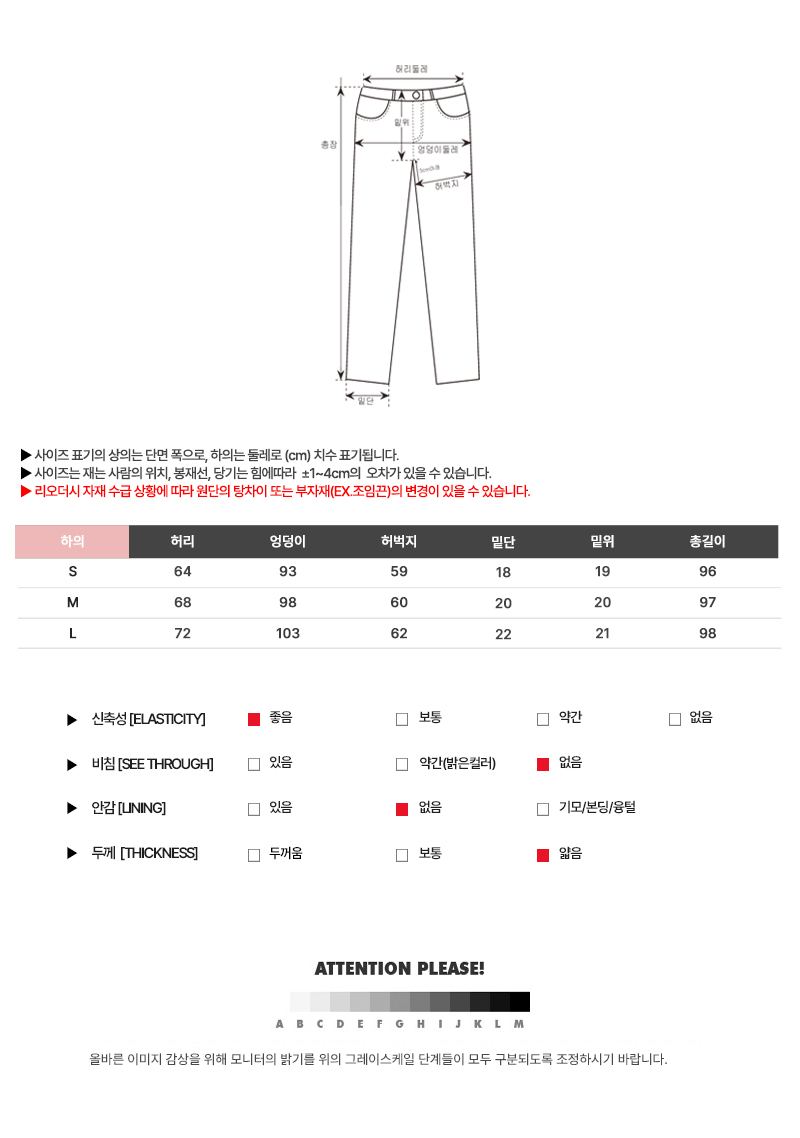 허리둘레
밑위
총장
엉덩이둘레
허벅지
밑단
▶ 사이즈 표기의 상의는 단면 폭으로, 하의는 둘레로 (cm) 치수 표기됩니다.
▶ 사이즈는 재는 사람의 위치, 봉재선, 당기는 힘에따라 ±1~4cm의 오차가 있을 수 있습니다.
▶ 리오더시 자재 수급 상황에 따라 원단의 탕차이 또는 부자재(EX.조임끈)의 변경이 있을 수 있습니다.
하의 허리 엉덩이 허벅지 밑단 밑위 총길이
S 64 93 59 18 19 96
M 68 98 60 20 20 97
L 72 103 62 22 21 98
▶ 신축성 [ELASTICITY] 좋음 보통 약간 없음
▶ 비침 [SEE THROUGH] 있음 약간(밝은컬러) 없음
▶ 안감 [LINING] 있음 없음 기모/본딩/융털
▶ 두께 [THICKNESS] 두꺼움 보통 얇음
ATTENTION PLEASE!
A B C D E F G H I J K L M
올바른 이미지 감상을 위해 모니터의 밝기를 위의 그레이스케일 단계들이 모두 구분되도록 조정하시기 바랍니다.